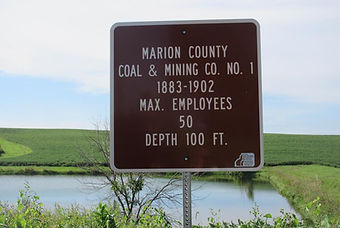 MARION COUNTY
COAL & MINING CO. NO. 1
1883-1902
MAX. EMPLOYEES
50
DEPTH 100 FT.